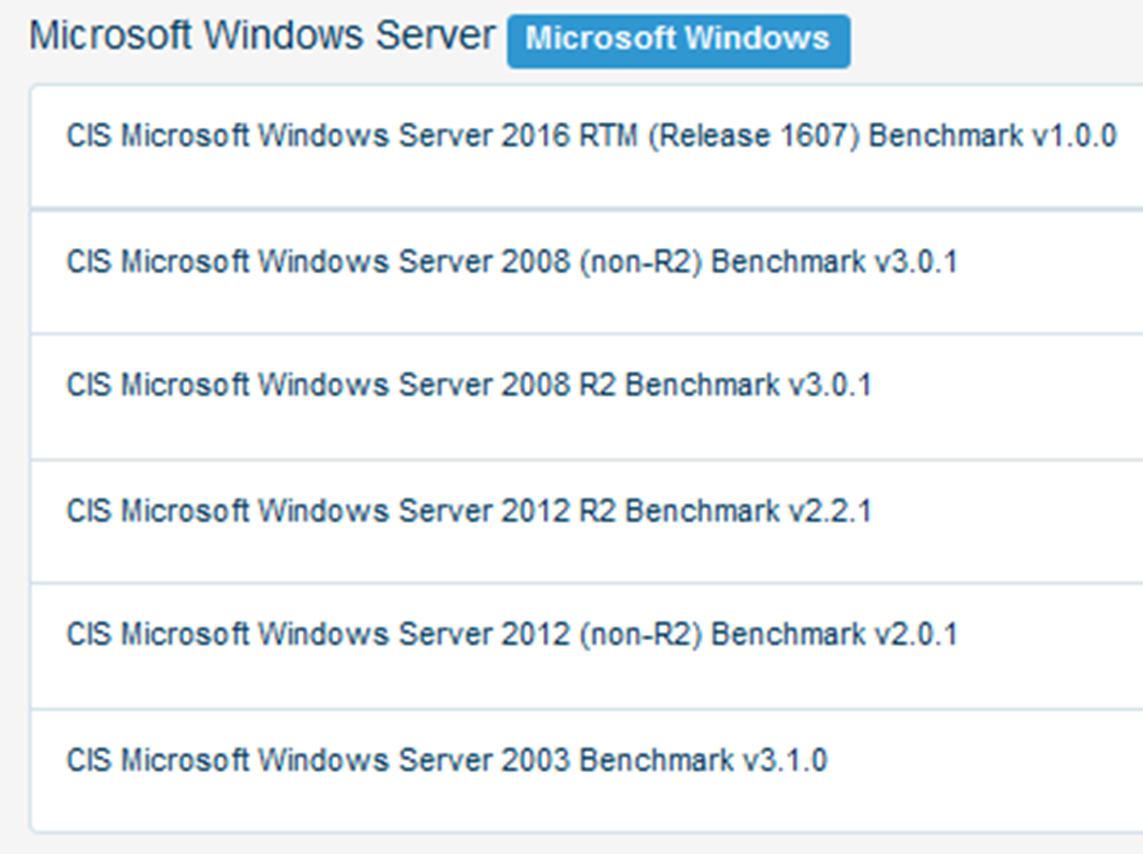 Microsoft Windows Server Microsoft Windows
CIS Microsoft Windows Server 2016 RTM (Release 1607) Benchmark v1.0.0
CIS Microsoft Windows Server 2008 (non-R2) Benchmark v3.0.1
CIS Microsoft Windows Server 2008 R2 Benchmark v3.0.1
CIS Microsoft Windows Server 2012 R2 Benchmark v2.2.1
CIS Microsoft Windows Server 2012 (non-R2) Benchmark v2.0.1
CIS Microsoft Windows Server 2003 Benchmark v3.1.0